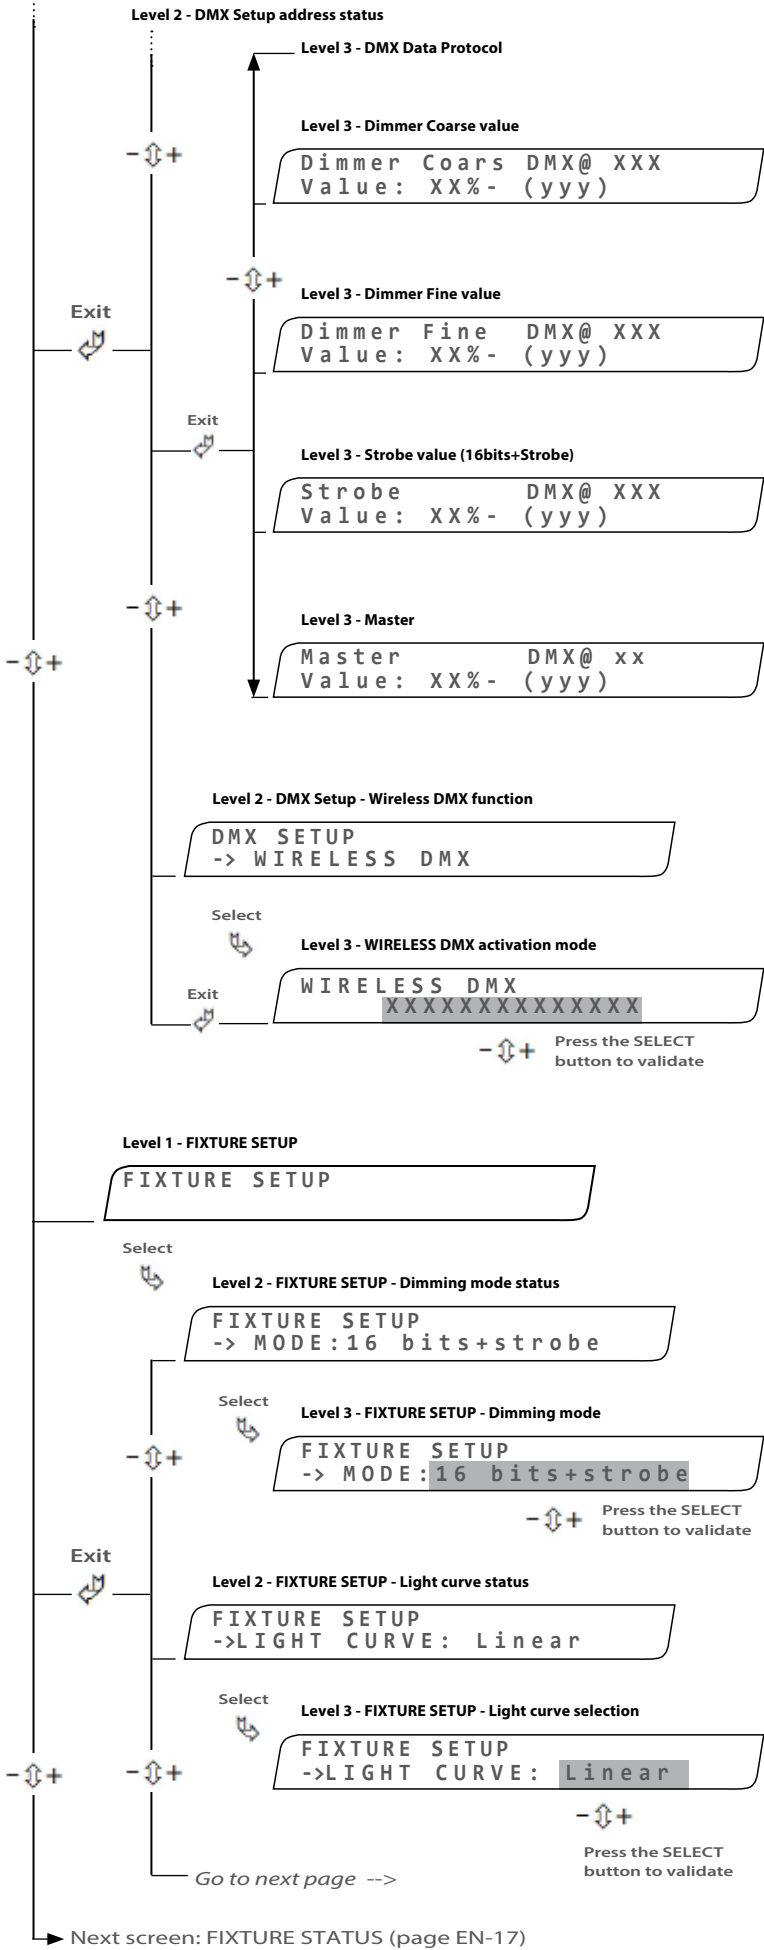 Level 2 - DMX Setup address status
Level 3 - DMX Data Protocol
Level 3 - Dimmer Coarse value
- +
Dimmer Coars DMX@ XXX
Value: XX%- (yyy)
- +
Level 3 - Dimmer Fine value
Exit
Dimmer Fine DMX@ XXX
Value: XX%- (yyy)
Exit
Level 3 - Strobe value (16bits+Strobe)
Strobe DMX@ XXX
Value: XX%- (yyy)
- +
Level 3 - Master
- +
Master DMX@ xx
Value: XX%- (yyy)
Level 2 - DMX Setup - Wireless DMX function
DMX SETUP
-> WIRELESS DMX
Select
Level 3 - WIRELESS DMX activation mode
Exit
WIRELESS DMX
XXXXXXXXXXXXXX
- +
Press the SELECT
button to validate
Level 1 - FIXTURE SETUP
FIXTURE SETUP
Select
Level 2 - FIXTURE SETUP - Dimming mode status
FIXTURE SETUP
-> MODE:16 bits+strobe
Select
Level 3 - FIXTURE SETUP - Dimming mode
- +
FIXTURE SETUP
-> MODE:16 bits+strobe
- +
Press the SELECT
button to validate
Exit
Level 2 - FIXTURE SETUP - Light curve status
FIXTURE SETUP
->LIGHT CURVE: Linear
Select
Level 3 - FIXTURE SETUP - Light curve selection
FIXTURE SETUP
->LIGHT CURVE: Linear
- +
- +
- +
Press the SELECT
button to validate
Go to next page -->
Next screen: FIXTURE STATUS (page EN-17)